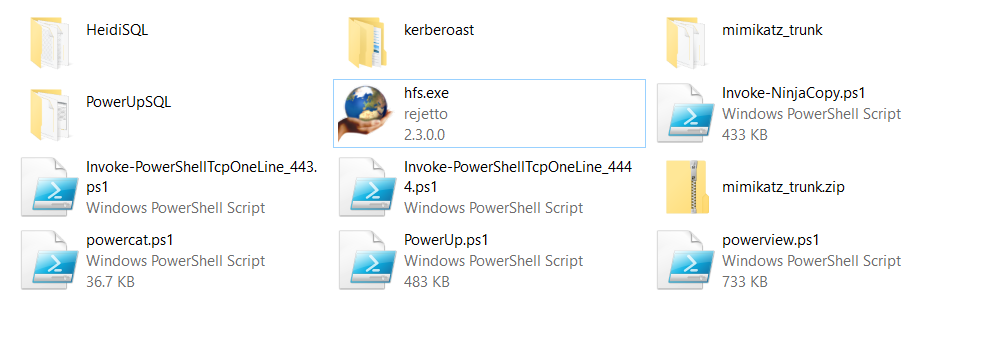 HeidiSQL
kerberoast
mimikatz_trunk
PowerUpSQL
hfs.exe
rejetto
2.3.0.0
Invoke-NinjaCopy.ps1
Windows PowerShell Script
433 KB
Invoke-PowerShellTcpOneLine_443.
ps1
Windows PowerShell Script
Invoke-PowerShellTcpOneLine_444
4.ps1
Windows PowerShell Script
mimikatz_trunk.zip
powercat.ps1
Windows PowerShell Script
36.7 KB
PowerUp.ps1
Windows PowerShell Script
483 KB
powerview.ps1
Windows PowerShell Script
733 KB